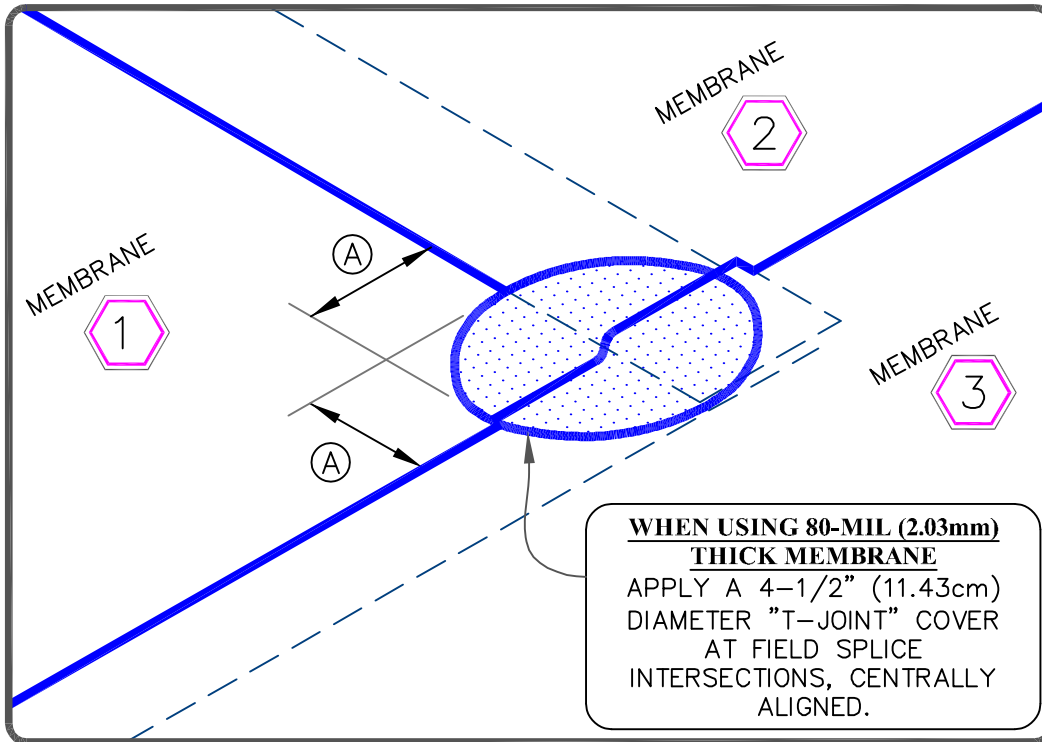 MEMBRANE
2
MEMBRANE
1
A
A
MEMBRANE
3
WHEN USING 80-MIL (2.03mm)
THICK MEMBRANE
APPLY A 4-1/2" (11.43cm)
DIAMETER "T-JOINT" COVER
AT FIELD SPLICE
INTERSECTIONS, CENTRALLY
ALIGNED.